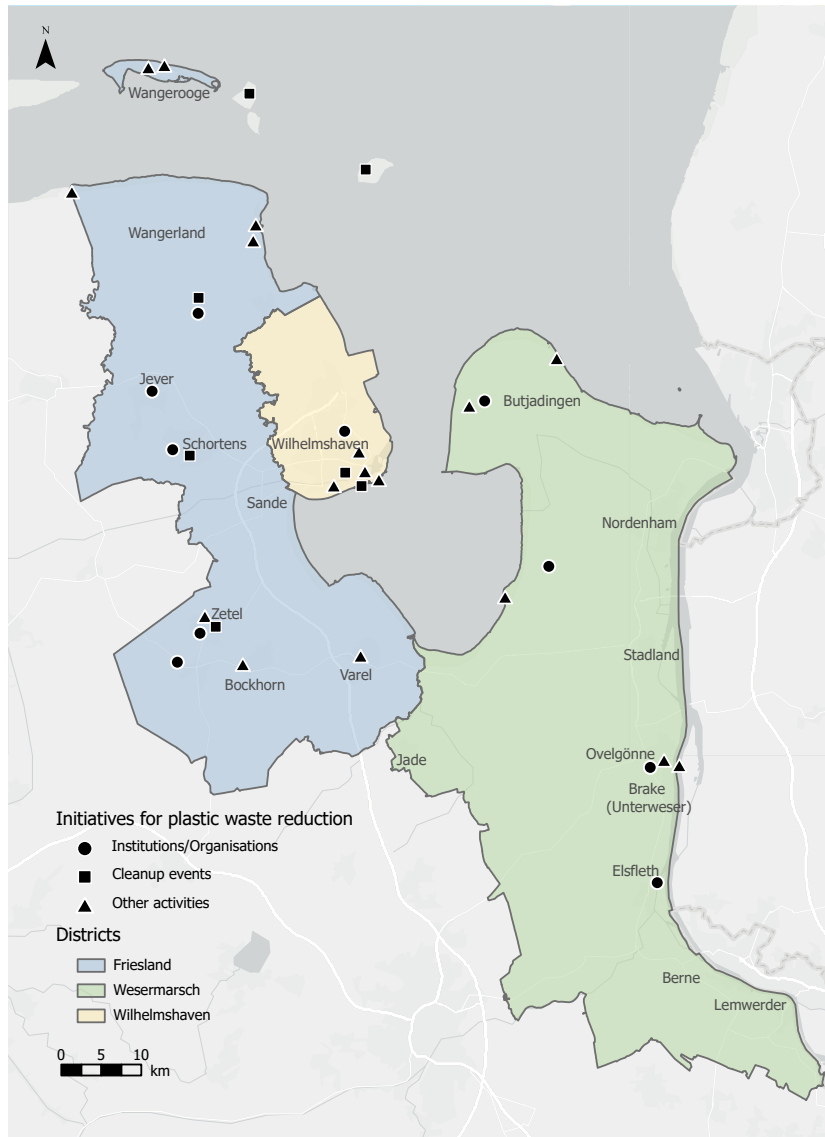 N
Wangerooge
Wangerland
Jever
Schortens
Wilhelmshaven
Butjadingen
Sande
Nordenham
Zetel
Stadland
Bockhorn
Varel
Jade
Ovelgönne
Brake
(Unterweser)
Elsfleth
Berne
Lemwerder
Initiatives for plastic waste reduction
Institutions/Organisations
Cleanup events
Other activities
Districts
Friesland
Wesermarsch
Wilhelmshaven
0 5 10
km